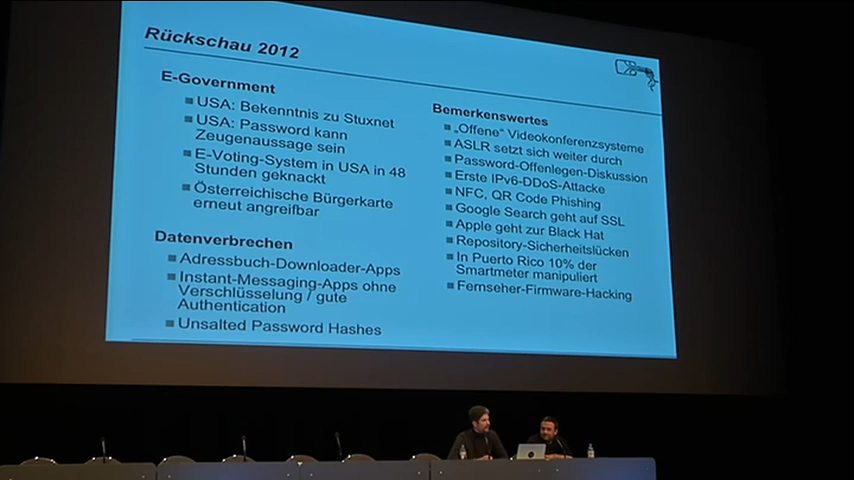 Rückschau 2012
E-Government
USA: Bekenntnis zu Stuxnet
USA: Password kann
Zeugenaussage sein
E-Voting-System in USA in 48
Stunden geknackt
Österreichische Bürgerkarte
erneut angreifbar
Datenverbrechen
Adressbuch-Downloader-Apps
Instant-Messaging-Apps ohne
Verschlüsselung / gute
Authentication
Unsalted Password Hashes
Bemerkenswertes
„Offene“ Videokonferenzsysteme
ASLR setzt sich weiter durch
Password-Offenlegen-Diskussion
Erste IPv6-DDoS-Attacke
NFC, QR Code Phishing
Google Search geht auf SSL
Apple geht zur Black Hat
Repository-Sicherheitslücken
In Puerto Rico 10% der
Smartmeter manipuliert
Fernseher-Firmware-Hacking